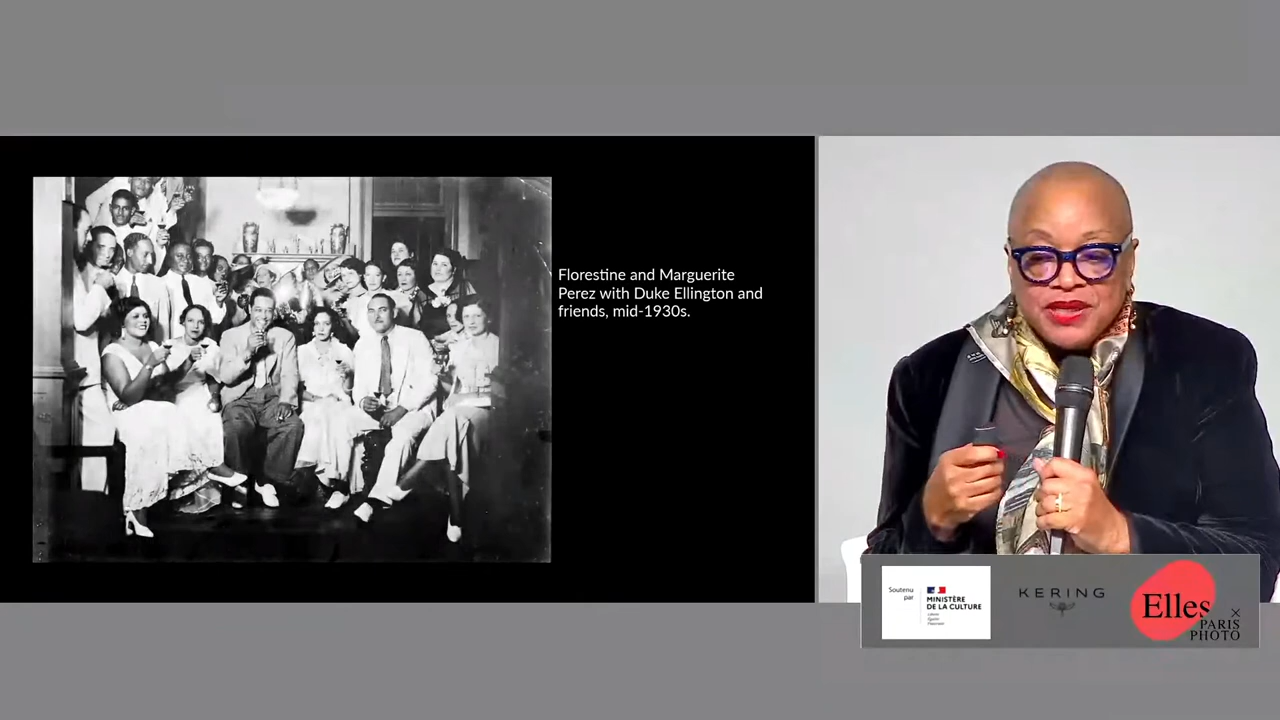 Florestine and Marguerite
Perez with Duke Ellington and
friends, mid-1930s.
Soutenu
par
MINISTÈRE
DE LA CULTURE
KERING
Elles
×
PARIS
PHOTO